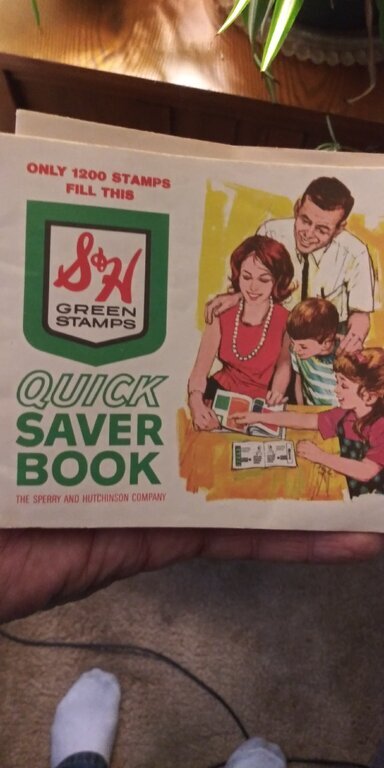 ONLY 1200 STAMPS
FILL THIS
S&H
GREEN
STAMPS
QUICK
SAVER
BOOK
THE SPERRY AND HUTCHINSON COMPANY